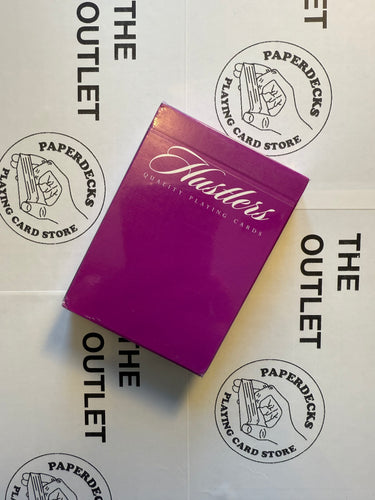 THE
OUTLET
PAPERDECKS
PLAYING CARD STORE
PAPERDECKS
PLAYING CARD STORE
Hustlers
QUALITY PLAYING CARDS
THE
OUTLET
THE
OUTLET
PAPERDECKS
PLAYING CARD STORE
PAPERDECKS